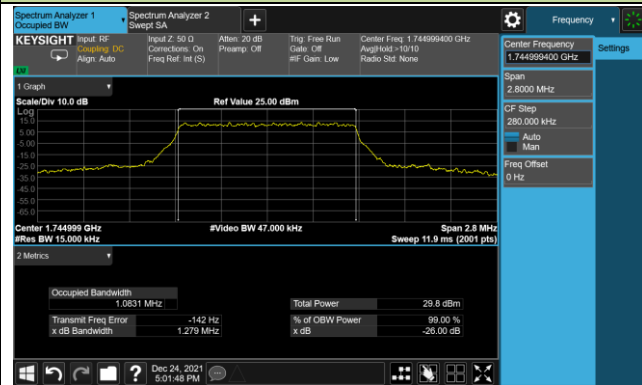 Spectrum Analyzer 1
Occupied BW
Spectrum Analyzer 2
Swept SA
+
Frequency
KEYSIGHT
Input: RF
Coupling: DC
Align: Auto
Input Z: 50 Ω
Corrections: On
Freq Ref: Int (S)
Atten: 20 dB
Preamp: Off
Trig: Free Run
Gate: Off
#IF Gain: Low
Center Freq: 1.744999400 GHz
Avg|Hold:>10/10
Radio Std: None
LXI
Center Frequency
1.744999400 GHz
Settings
Span
2.8000 MHz
CF Step
280.000 kHz
Auto
Man
Freq Offset
0 Hz
1 Graph
Scale/Div 10.0 dB
Ref Value 25.00 dBm
Log
15.0
5.00
-5.00
-15.0
-25.0
-35.0
-45.0
-55.0
-65.0
Center 1.744999 GHz
#Video BW 47.000 kHz
Span 2.8 MHz
#Res BW 15.000 kHz
Sweep 11.9 ms (2001 pts)
2 Metrics
Occupied Bandwidth
1.0831 MHz
Total Power 29.8 dBm
Transmit Freq Error -142 Hz
% of OBW Power 99.00 %
x dB Bandwidth 1.279 MHz
x dB -26.00 dB
?
Dec 24, 2021
5:01:48 PM